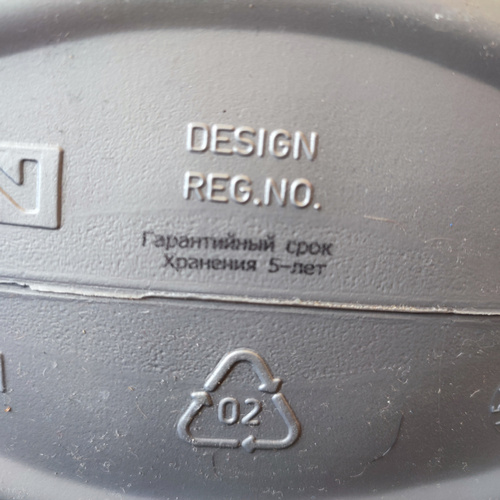 DESIGN
REG.NO.
Гарантийный срок
Хранения 5-лет
02